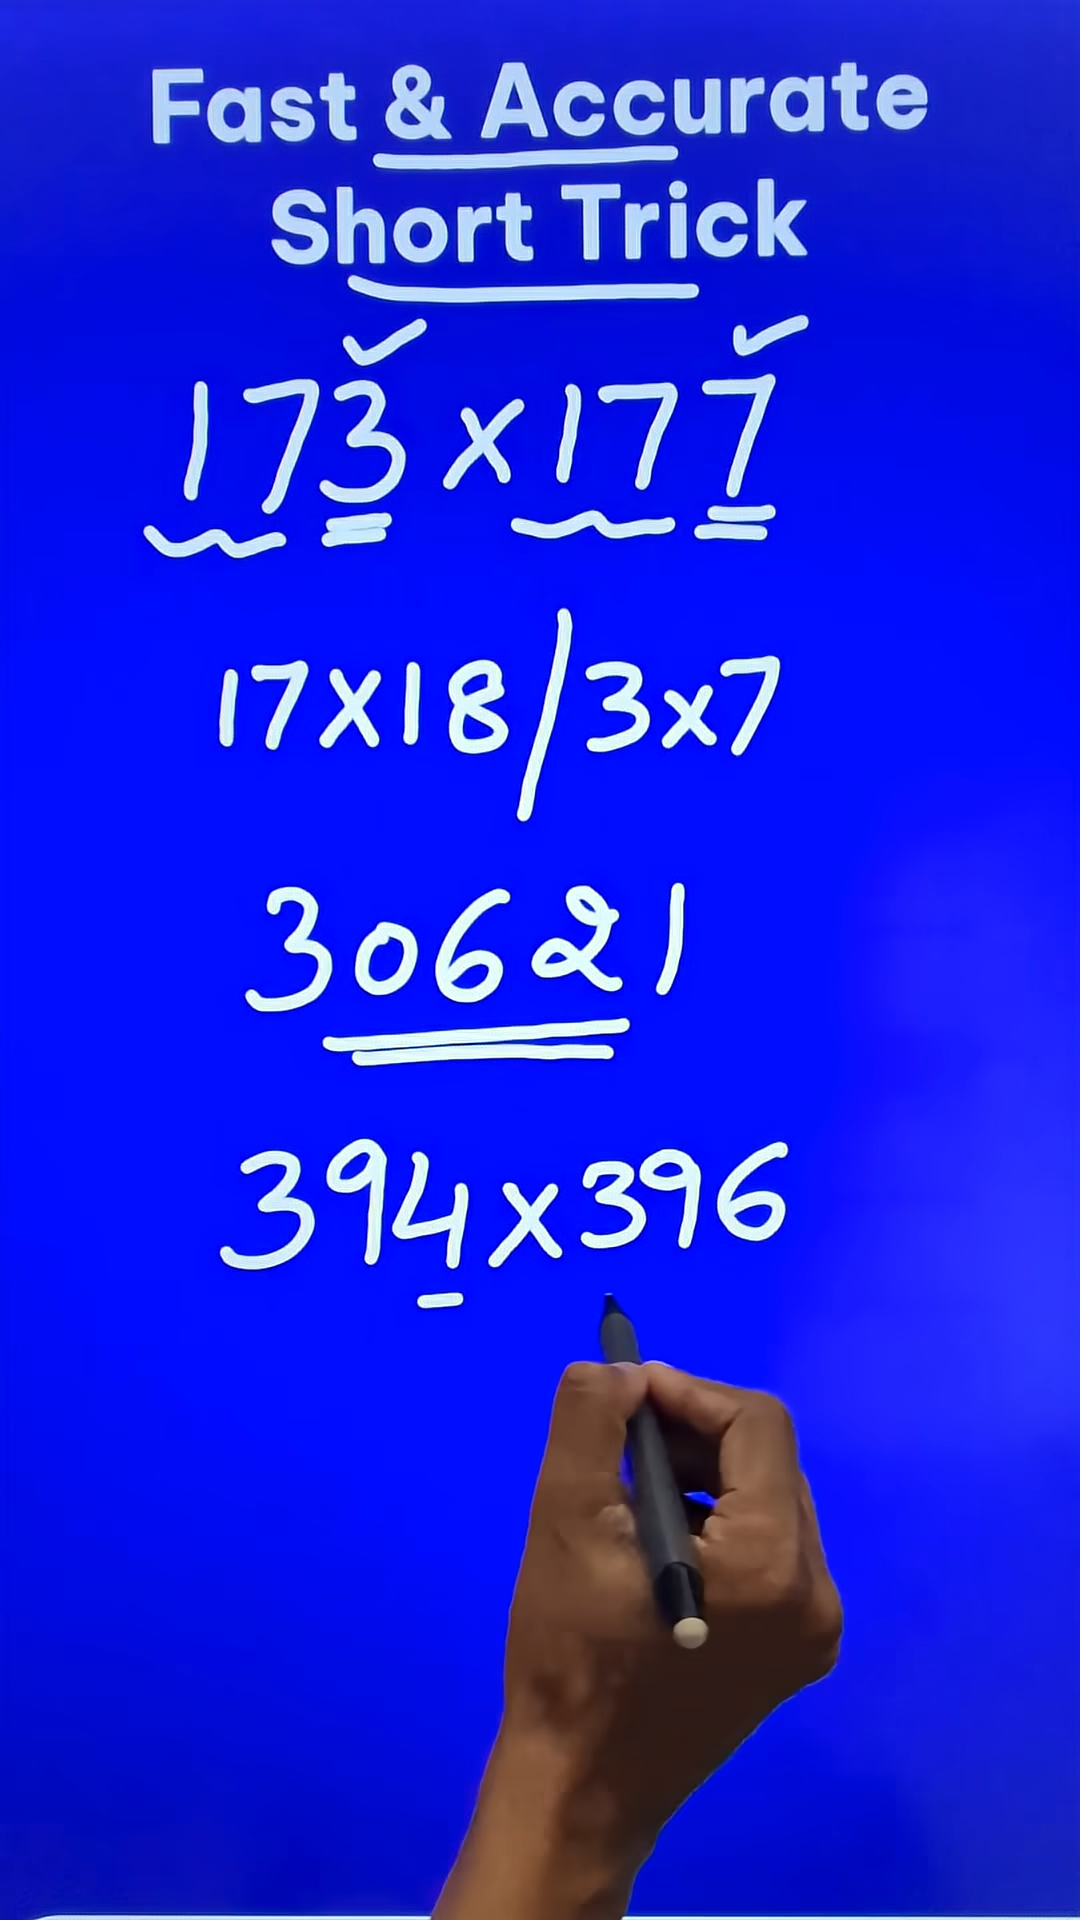 Fast & Accurate
Short Trick
173 x 177
17x18/3x7
30621
394x396